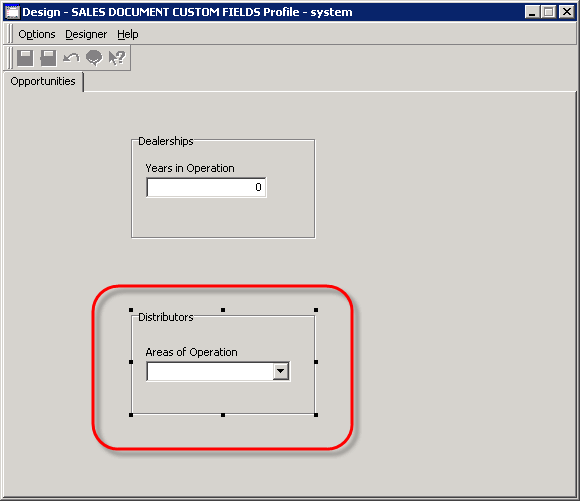 Design - SALES DOCUMENT CUSTOM FIELDS Profile - system
Options Designer Help
Opportunities
Dealerships
Years in Operation
0
Distributors
Areas of Operation